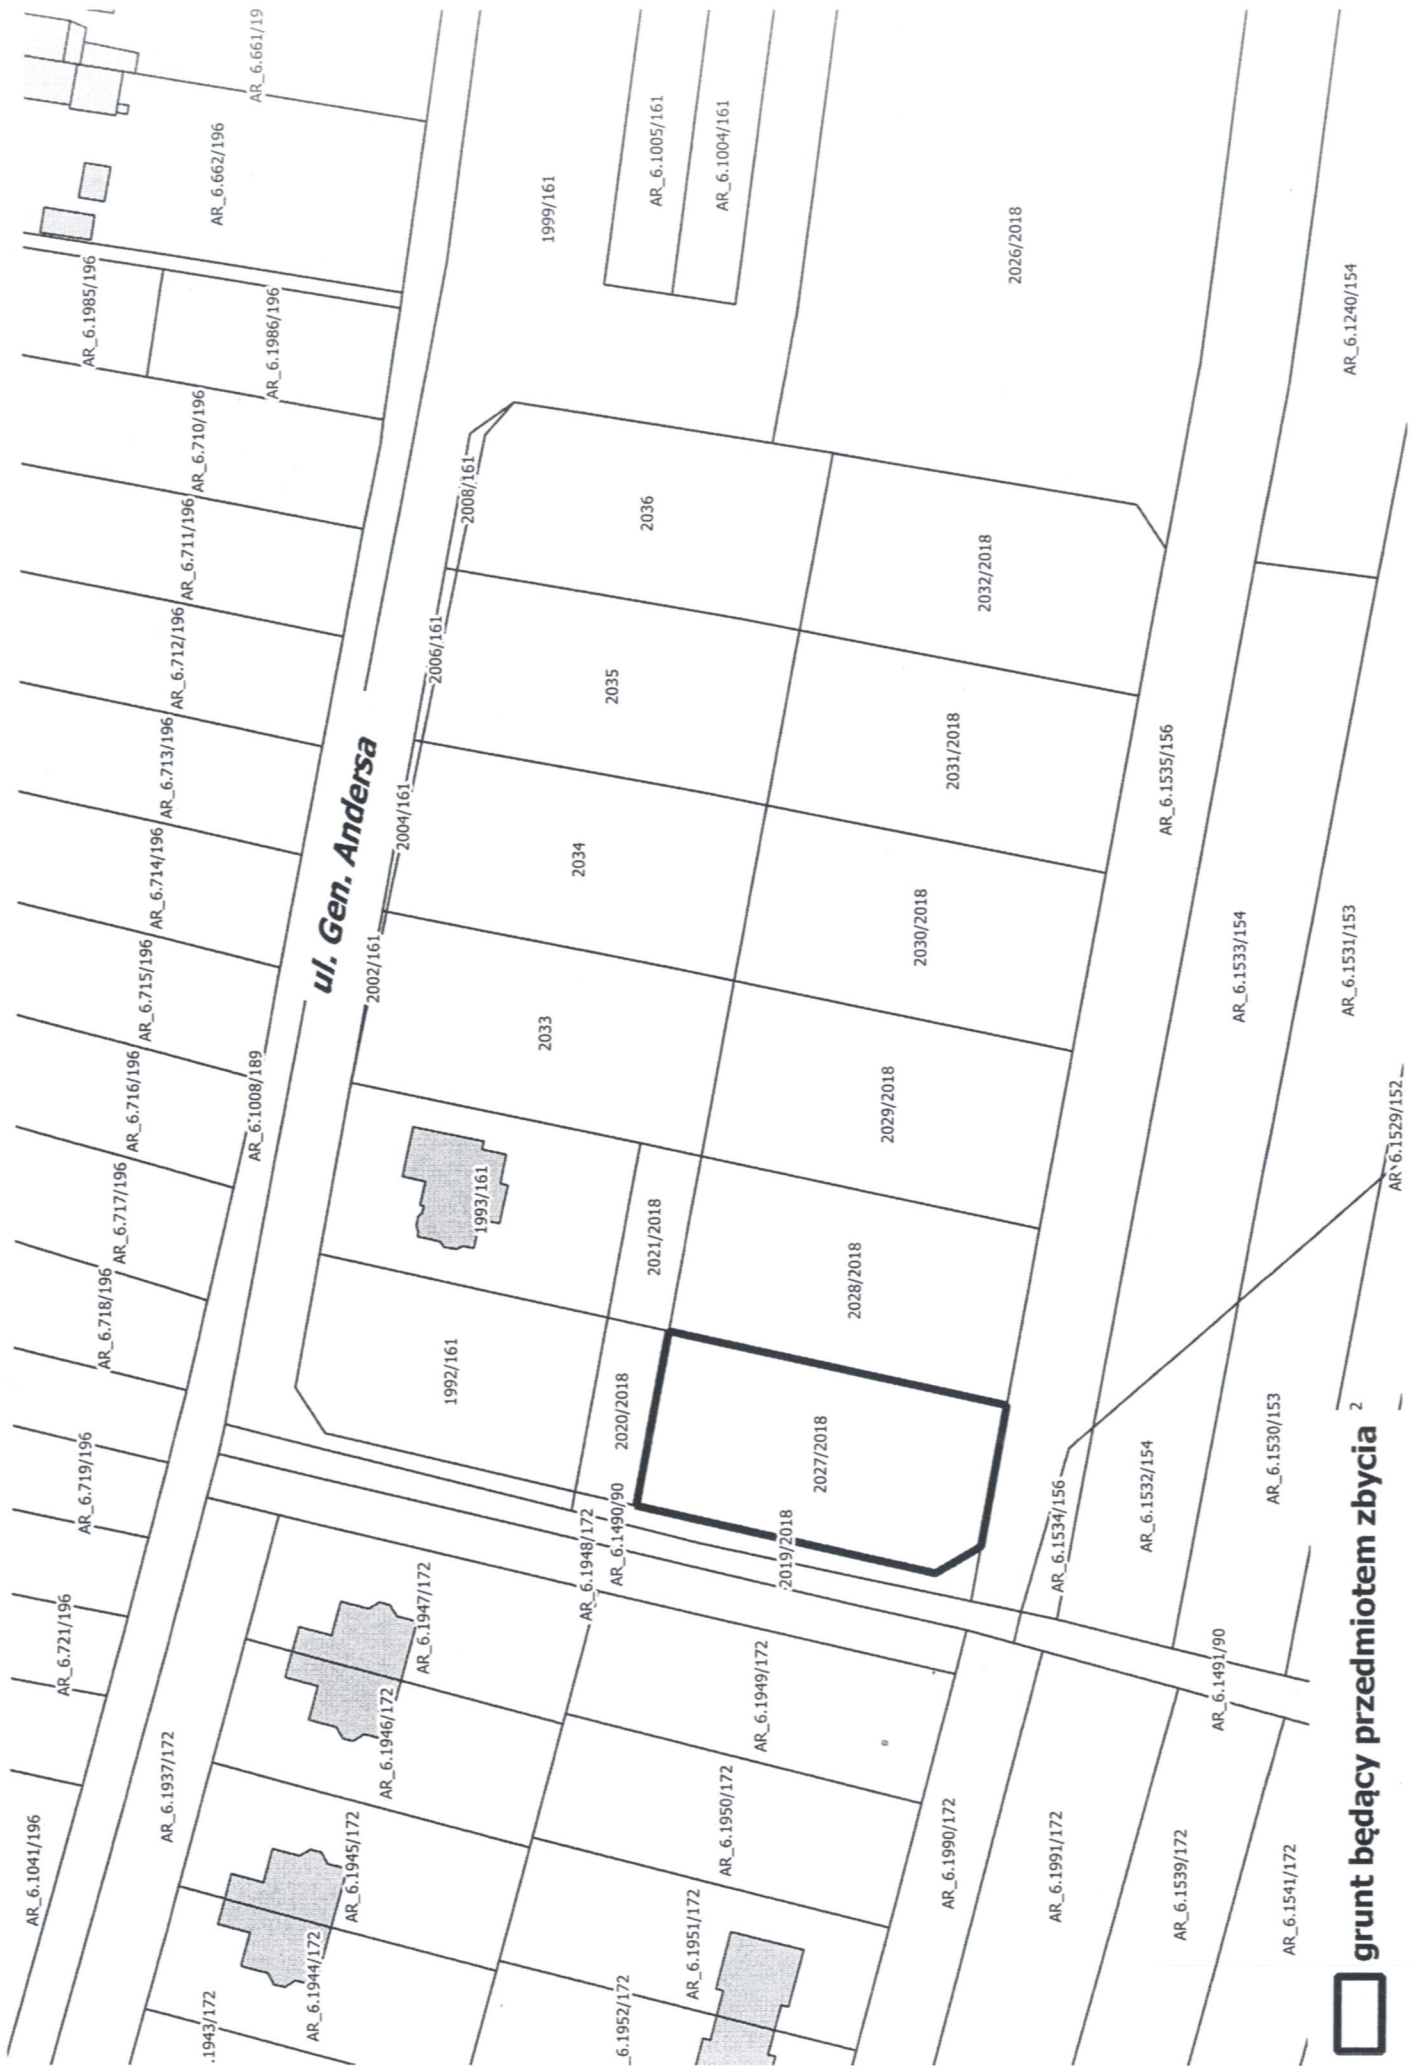 AR_6.661/19
AR_6.662/196
AR_6.1985/196
AR_6.1986/196
AR_6.710/196
AR_6.711/196
AR_6.712/196
AR_6.713/196
AR_6.714/196
AR_6.715/196
AR_6.716/196
AR_6.717/196
AR_6.718/196
AR_6.719/196
AR_6.721/196
AR_6.1041/196
AR_6.1008/189
ul. Gen. Andersa
AR_6.1937/172
1999/161
AR_6.1005/161
AR_6.1004/161
2026/2018
AR_6.1240/154
2008/161
2006/161
2004/161
2002/161
2036
2035
2034
2033
1993/161
1992/161
2021/2018
2020/2018
2032/2018
2031/2018
2030/2018
2029/2018
2028/2018
2027/2018
2019/2018
AR_6.1490/90
AR_6.1948/172
AR_6.1947/172
AR_6.1946/172
AR_6.1945/172
AR_6.1944/172
.1943/172
AR_6.1949/172
AR_6.1950/172
AR_6.1951/172
_6.1952/172
AR_6.1535/156
AR_6.1533/154
AR_6.1531/153
AR_6.1529/152
AR_6.1534/156
AR_6.1532/154
AR_6.1530/153
2
AR_6.1491/90
AR_6.1990/172
AR_6.1991/172
AR_6.1539/172
AR_6.1541/172
grunt będący przedmiotem zbycia